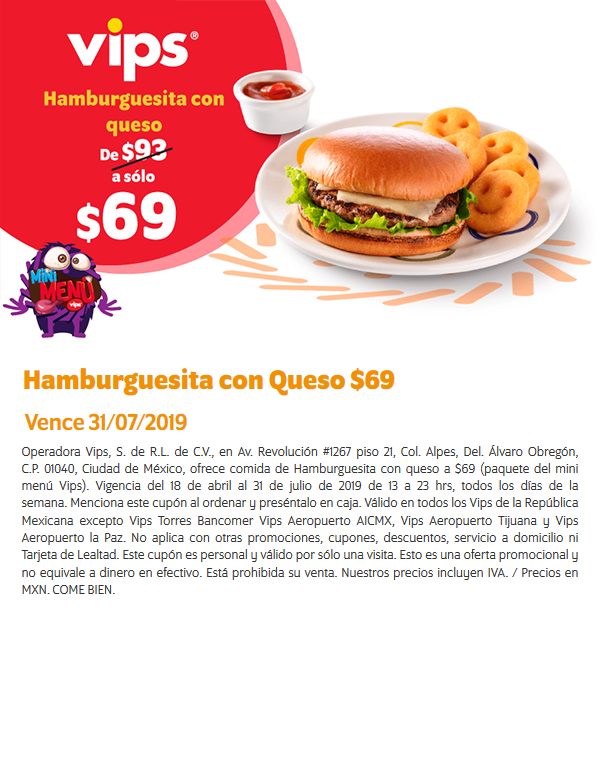 vips®
Hamburguesita con
queso
De $93
a sólo
$69
MINI
MENÚ
vips
Hamburguesita con Queso $69
Vence 31/07/2019
Operadora Vips, S. de R.L. de C.V., en Av. Revolución #1267 piso 21, Col. Alpes, Del. Álvaro Obregón,
C.P. 01040, Ciudad de México, ofrece comida de Hamburguesita con queso a $69 (paquete del mini
menú Vips). Vigencia del 18 de abril al 31 de julio de 2019 de 13 a 23 hrs, todos los días de la
semana. Menciona este cupón al ordenar y preséntalo en caja. Válido en todos los Vips de la República
Mexicana excepto Vips Torres Bancomer Vips Aeropuerto AICMX, Vips Aeropuerto Tijuana y Vips
Aeropuerto la Paz. No aplica con otras promociones, cupones, descuentos, servicio a domicilio ni
Tarjeta de Lealtad. Este cupón es personal y válido por sólo una visita. Esto es una oferta promocional y
no equivale a dinero en efectivo. Está prohibida su venta. Nuestros precios incluyen IVA. / Precios en
MXN. COME BIEN.